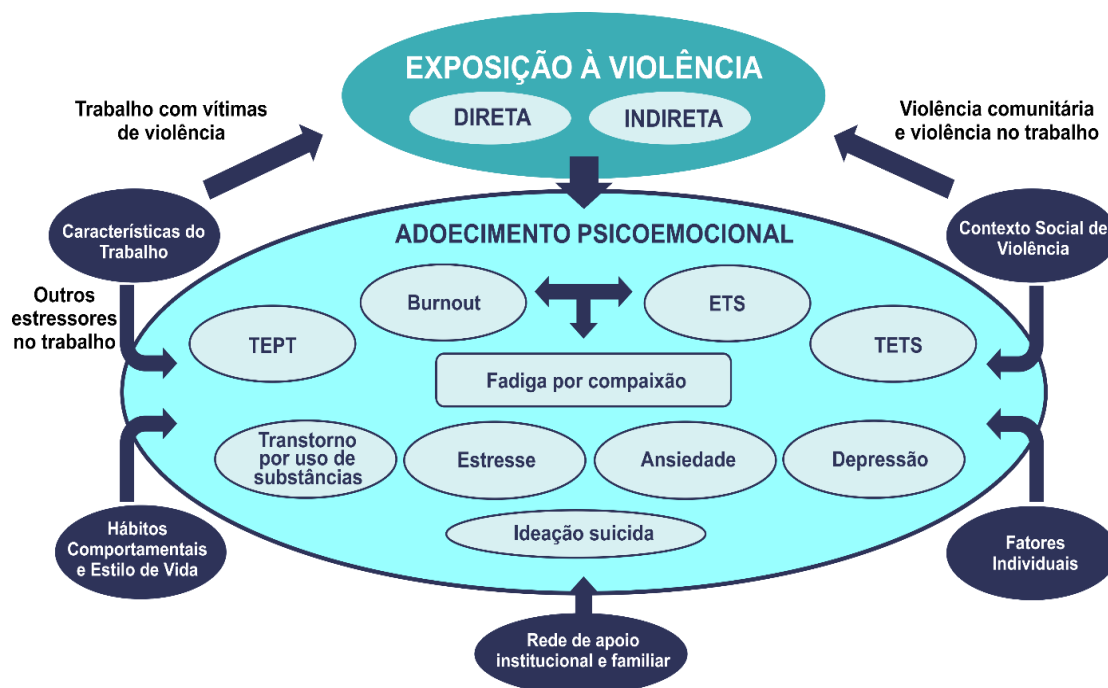 EXPOSIÇÃO À VIOLÊNCIA
DIRETA
INDIRETA
Trabalho com vítimas
de violência
Violência comunitária
e violência no trabalho
Características do
Trabalho
Contexto Social de
Violência
ADOECIMENTO PSICOEMOCIONAL
Outros
estressores
no trabalho
Burnout
ETS
TEPT
TETS
Fadiga por compaixão
Transtorno
por uso de
substâncias
Estresse
Ansiedade
Depressão
Ideação suicida
Hábitos
Comportamentais
e Estilo de Vida
Fatores
Individuais
Rede de apoio
institucional e familiar